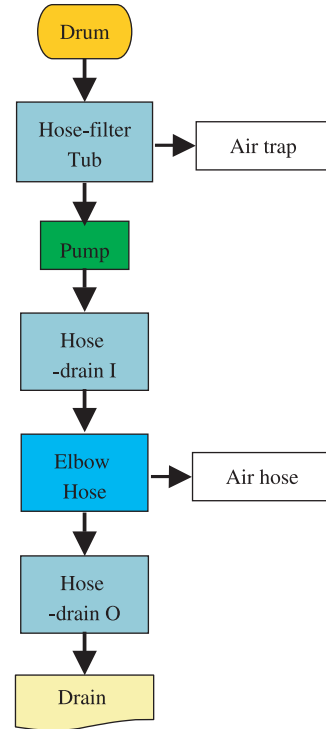 Drum
Hose-filter
Tub
Air trap
Pump
Hose
-drain I
Elbow
Hose
Air hose
Hose
-drain O
Drain